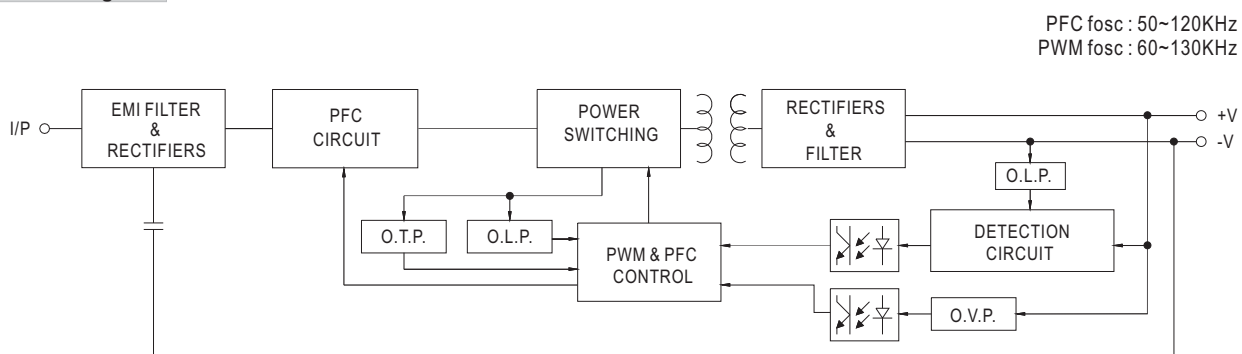 PFC fosc : 50~120KHz
PWM fosc : 60~130KHz
I/P
EMI FILTER
&
RECTIFIERS
PFC
CIRCUIT
POWER
SWITCHING
RECTIFIERS
&
FILTER
+V
-V
O.L.P.
O.T.P.
O.L.P.
PWM & PFC
CONTROL
DETECTION
CIRCUIT
O.V.P.